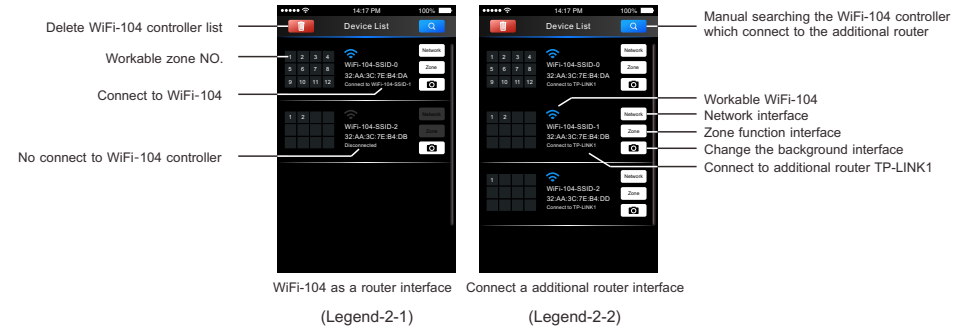 Delete WiFi-104 controller list
Workable zone NO.
Connect to WiFi-104
No connect to WiFi-104 controller
14:17 PM 100%
Device List
1 2 3 4
5 6 7 8
9 10 11 12
WiFi-104-SSID-0
32:AA:3C:7E:B4:DA
Connect to WiFi-104-SSID-1
Network
Zone
1 2
WiFi-104-SSID-2
32:AA:3C:7E:B4:DB
Disconnected
Network
Zone
14:17 PM 100%
Device List
1 2 3 4
5 6 7 8
9 10 11 12
WiFi-104-SSID-0
32:AA:3C:7E:B4:DA
Connect to TP-LINK1
Network
Zone
1 2
WiFi-104-SSID-1
32:AA:3C:7E:B4:DB
Connect to TP-LINK1
Network
Zone
1
WiFi-104-SSID-2
32:AA:3C:7E:B4:DD
Connect to TP-LINK1
Network
Zone
Manual searching the WiFi-104 controller
which connect to the additional router
Workable WiFi-104
Network interface
Zone function interface
Change the background interface
Connect to additional router TP-LINK1
WiFi-104 as a router interface
(Legend-2-1)
Connect a additional router interface
(Legend-2-2)